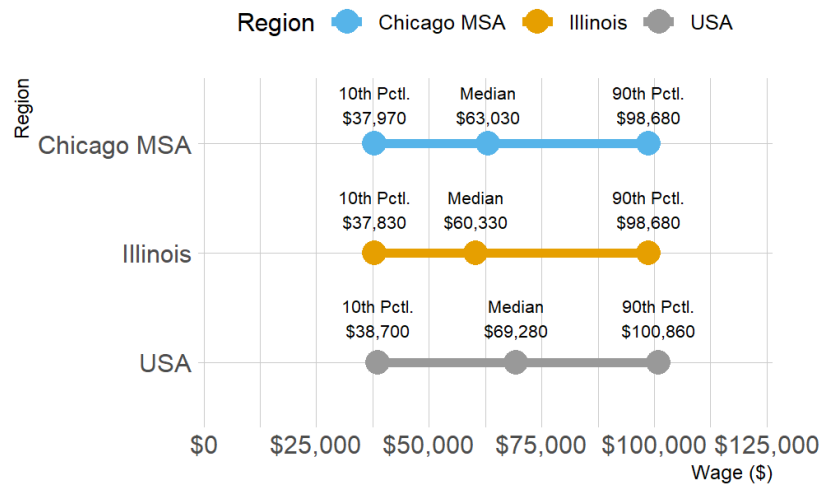 Region Chicago MSA Illinois USA
Region
10th Pctl. Median 90th Pctl.
$37,970 $63,030 $98,680
Chicago MSA
10th Pctl. Median 90th Pctl.
$37,830 $60,330 $98,680
Illinois
10th Pctl. Median 90th Pctl.
$38,700 $69,280 $100,860
USA
$0 $25,000 $50,000 $75,000 $100,000 $125,000
Wage ($)